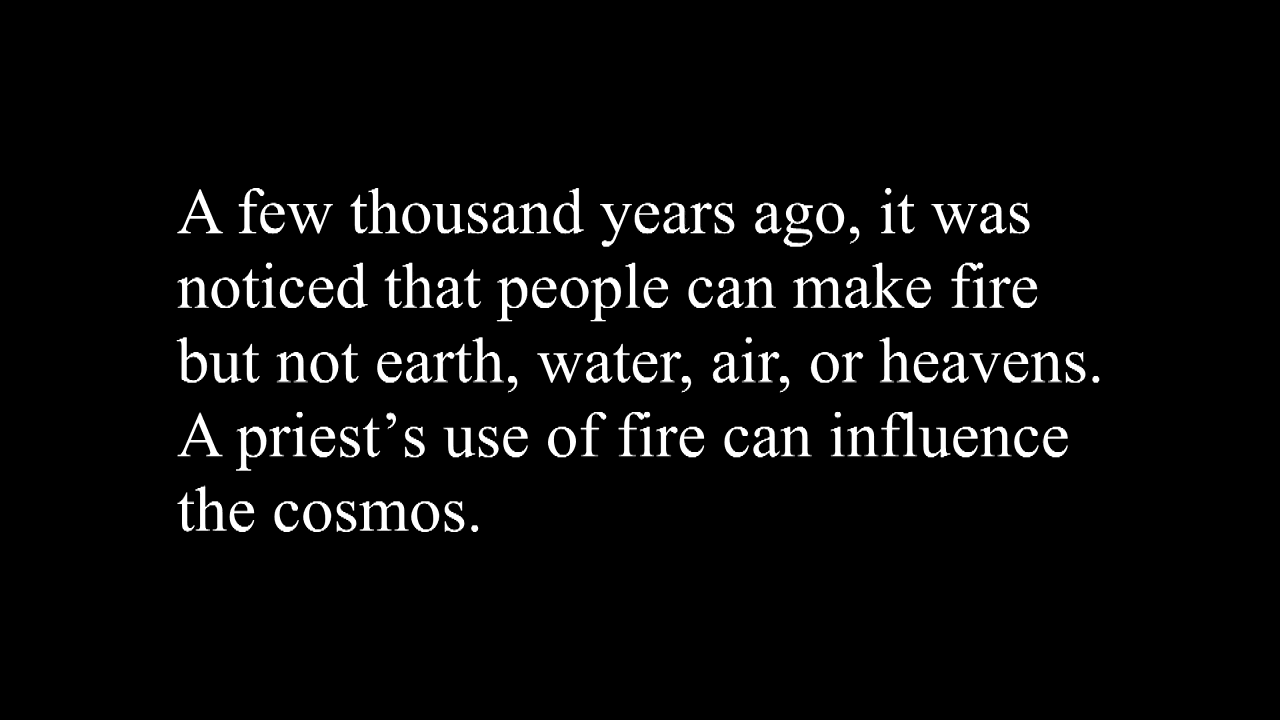 A few thousand years ago, it was
noticed that people can make fire
but not earth, water, air, or heavens.
A priest’s use of fire can influence
the cosmos.